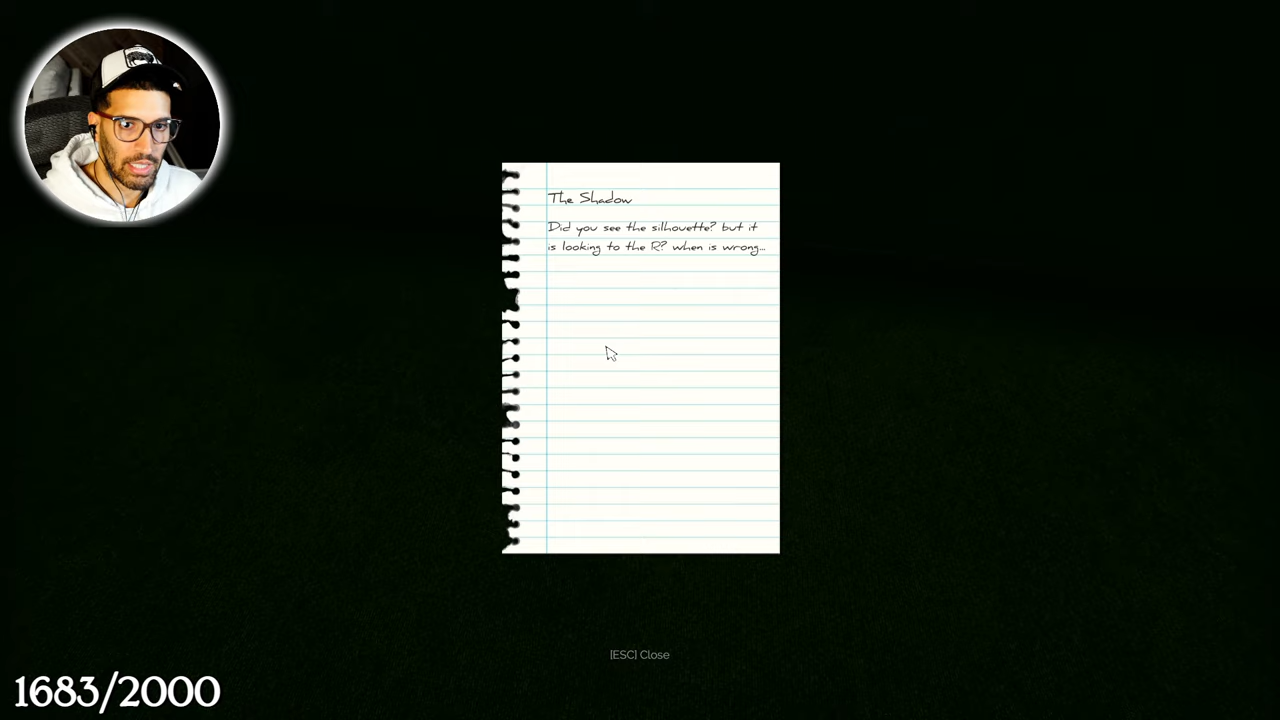 The Shadow
Did you see the silhouette? but it
is looking to the R? when is wrong...
[ESC] Close
1683/2000